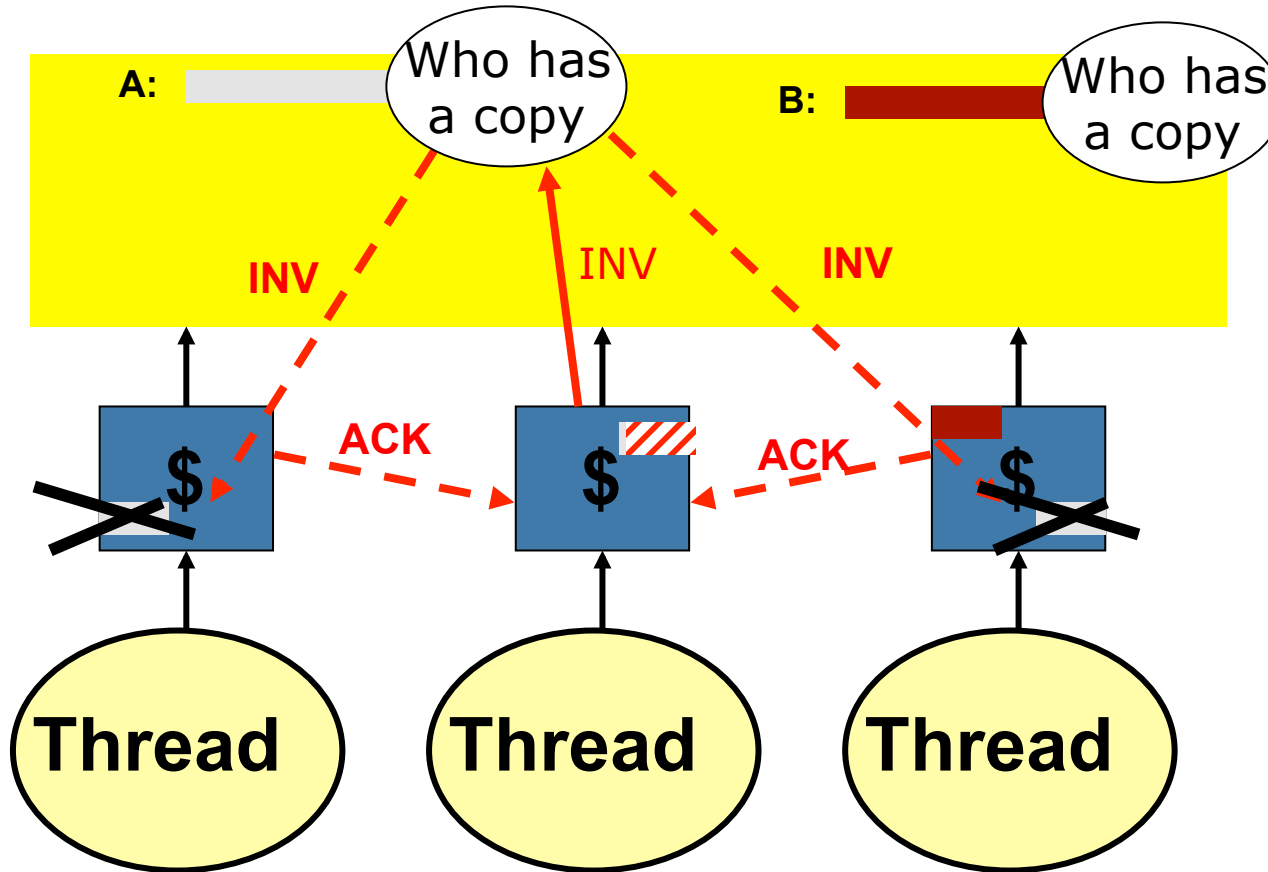 A:
Who has
a copy
B:
Who has
a copy
INV
INV
INV
ACK
ACK
$
$
$
Thread
Thread
Thread